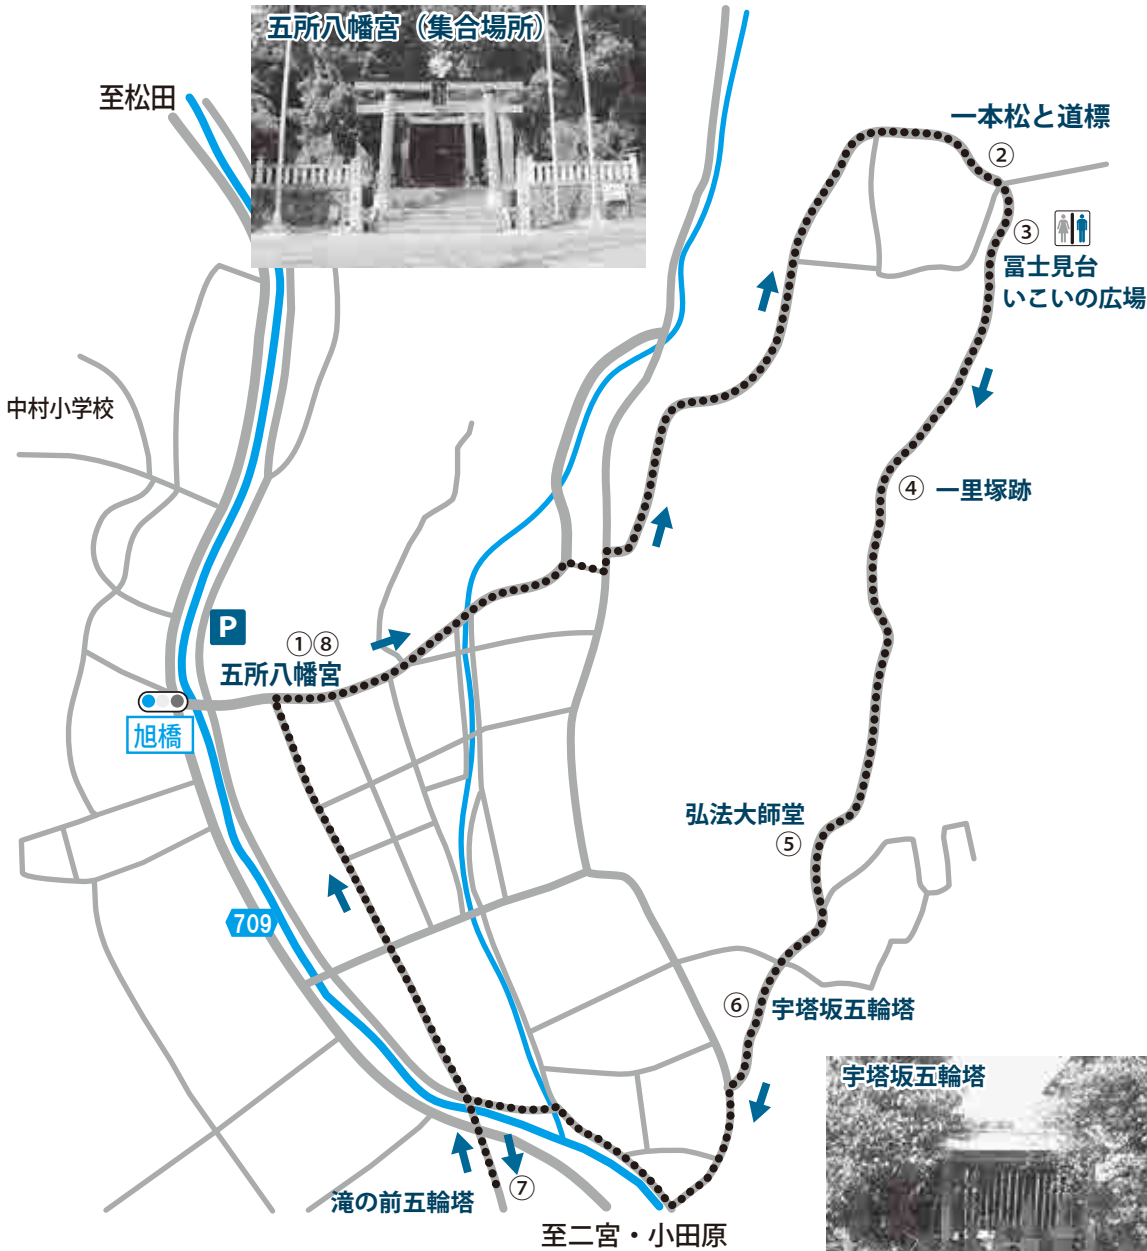 五所八幡宮（集合場所）
至松田
一本松と道標
②
③
冨士見台
いこいの広場
中村小学校
④ 一里塚跡
P
①⑧
五所八幡宮
旭橋
弘法大師堂
⑤
709
⑥
宇塔坂五輪塔
宇塔坂五輪塔
⑦
滝の前五輪塔
至二宮・小田原